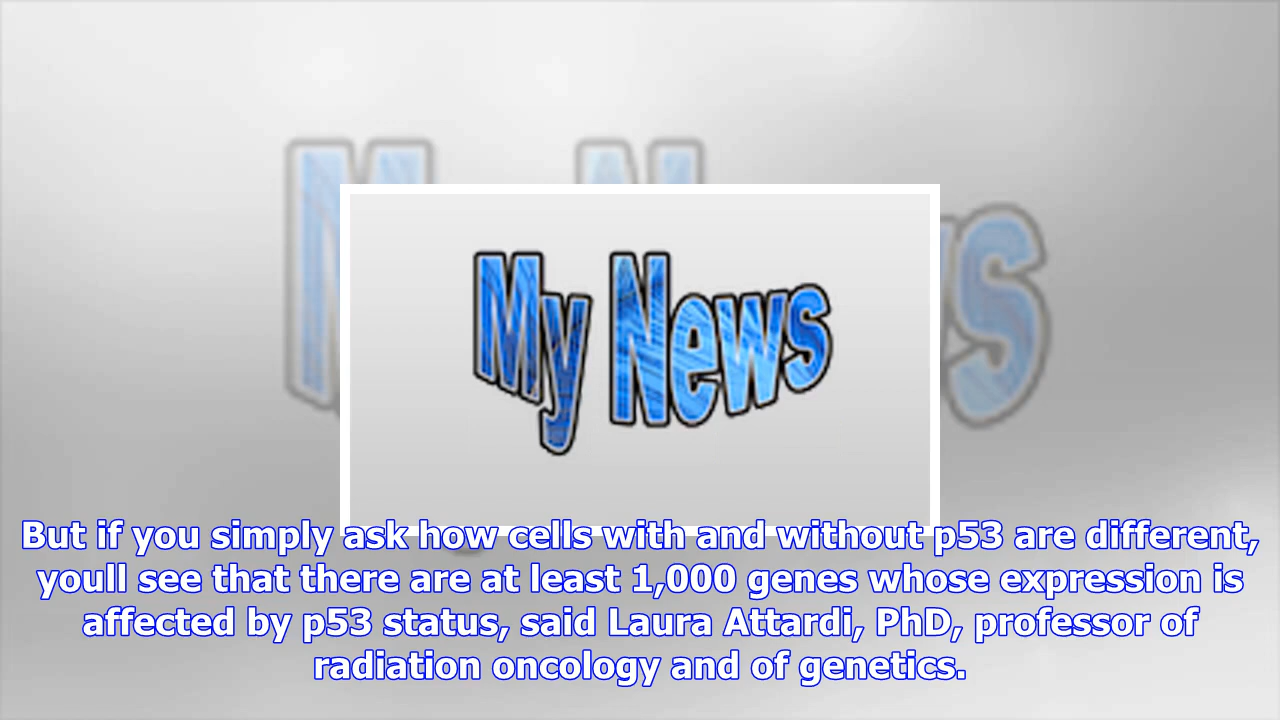 My News
But if you simply ask how cells with and without p53 are different,
youll see that there are at least 1,000 genes whose expression is
affected by p53 status, said Laura Attardi, PhD, professor of
radiation oncology and of genetics.